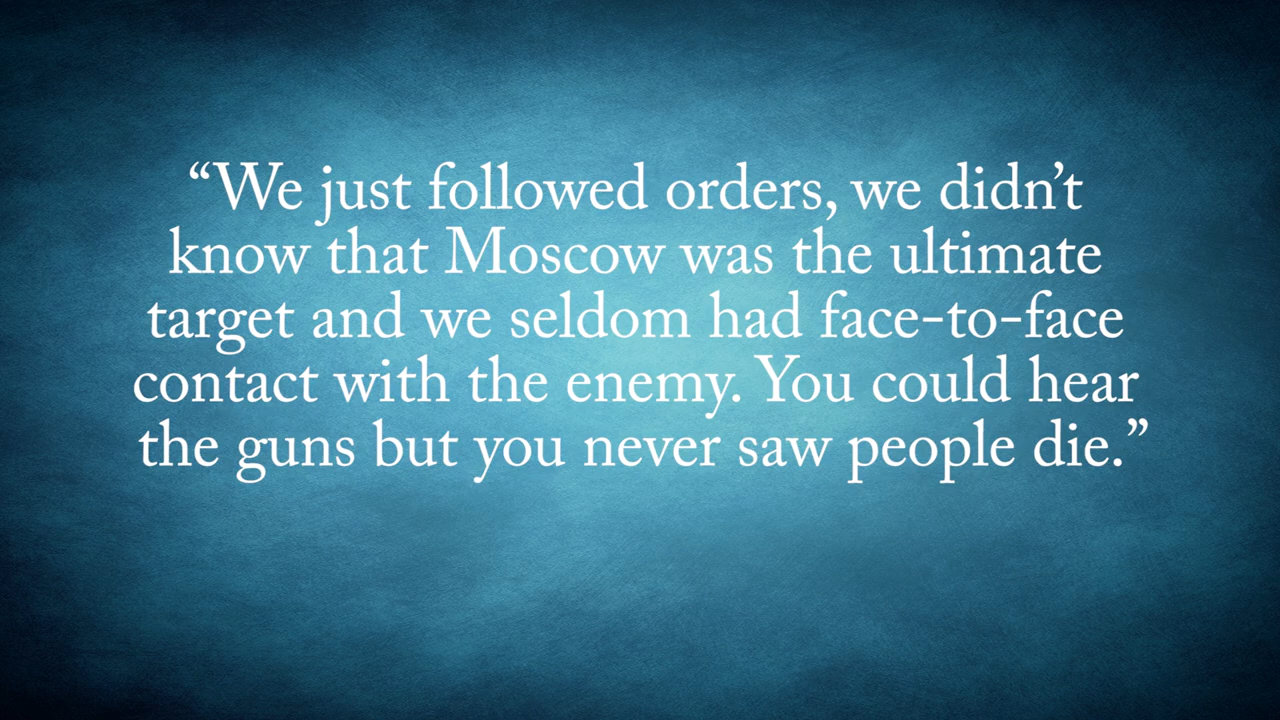 “We just followed orders, we didn’t
know that Moscow was the ultimate
target and we seldom had face-to-face
contact with the enemy. You could hear
the guns but you never saw people die.”